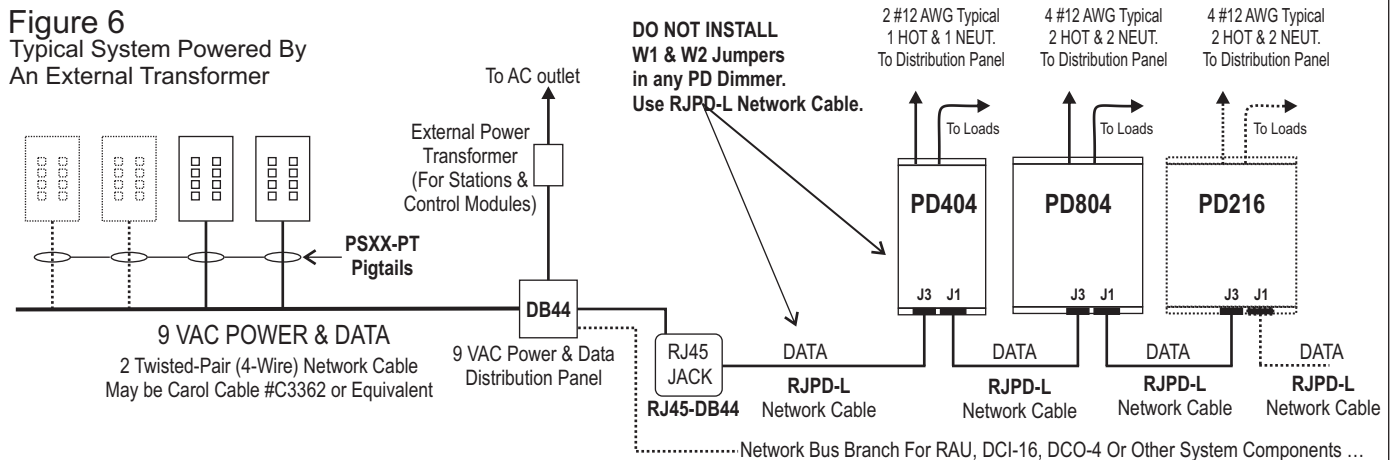 Figure 6
Typical System Powered By
An External Transformer
To AC outlet
External Power
Transformer
(For Stations &
Control Modules)
DO NOT INSTALL
W1 & W2 Jumpers
in any PD Dimmer.
Use RJPD-L Network Cable.
2 #12 AWG Typical
1 HOT & 1 NEUT.
To Distribution Panel
4 #12 AWG Typical
2 HOT & 2 NEUT.
To Distribution Panel
4 #12 AWG Typical
2 HOT & 2 NEUT.
To Distribution Panel
To Loads
To Loads
To Loads
PD404
PD804
PD216
J3 J1
J3 J1
J3 J1
PSXX-PT
Pigtails
DB44
9 VAC POWER & DATA
2 Twisted-Pair (4-Wire) Network Cable
May be Carol Cable #C3362 or Equivalent
9 VAC Power & Data
Distribution Panel
RJ45
JACK
RJ45-DB44
DATA
RJPD-L
Network Cable
DATA
RJPD-L
Network Cable
DATA
RJPD-L
Network Cable
DATA
RJPD-L
Network Cable
Network Bus Branch For RAU, DCI-16, DCO-4 Or Other System Components ...